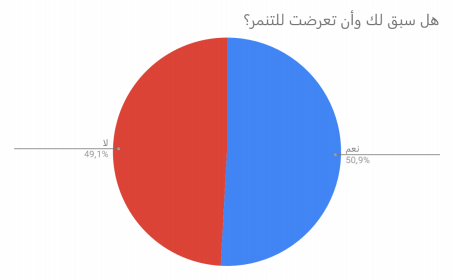 هل سبق لك وأن تعرضت للتنمر؟
نعم
50,9%
لا
49,1%